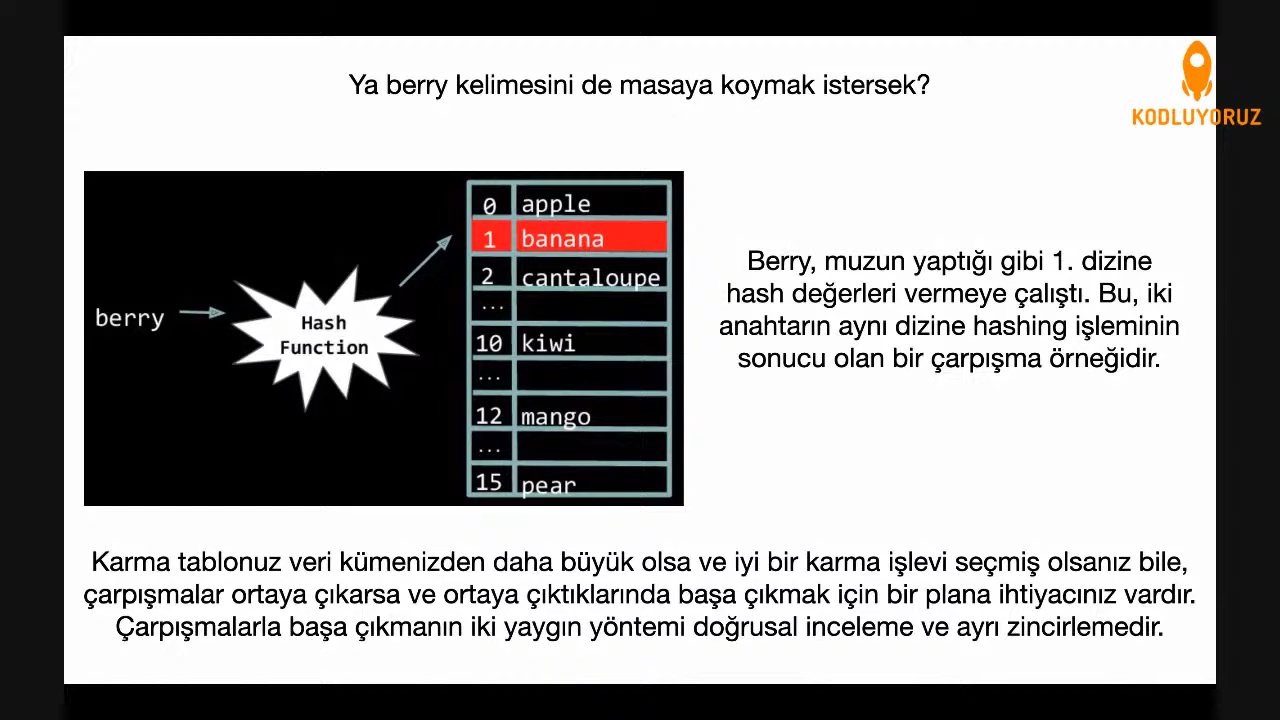 Ya berry kelimesini de masaya koymak istersek?
KODLUYORUZ
berry
Hash
Function
0 apple
1 banana
2 cantaloupe
...
10 kiwi
...
12 mango
...
15 pear
Berry, muzun yaptığı gibi 1. dizine
hash değerleri vermeye çalıştı. Bu, iki
anahtarın aynı dizine hashing işleminin
sonucu olan bir çarpışma örneğidir.
Karma tablonuz veri kümenizden daha büyük olsa ve iyi bir karma işlevi seçmiş olsanız bile,
çarpışmalar ortaya çıkarsa ve ortaya çıktıklarında başa çıkmak için bir plana ihtiyacınız vardır.
Çarpışmalarla başa çıkmanın iki yaygın yöntemi doğrusal inceleme ve ayrı zincirlemedir.